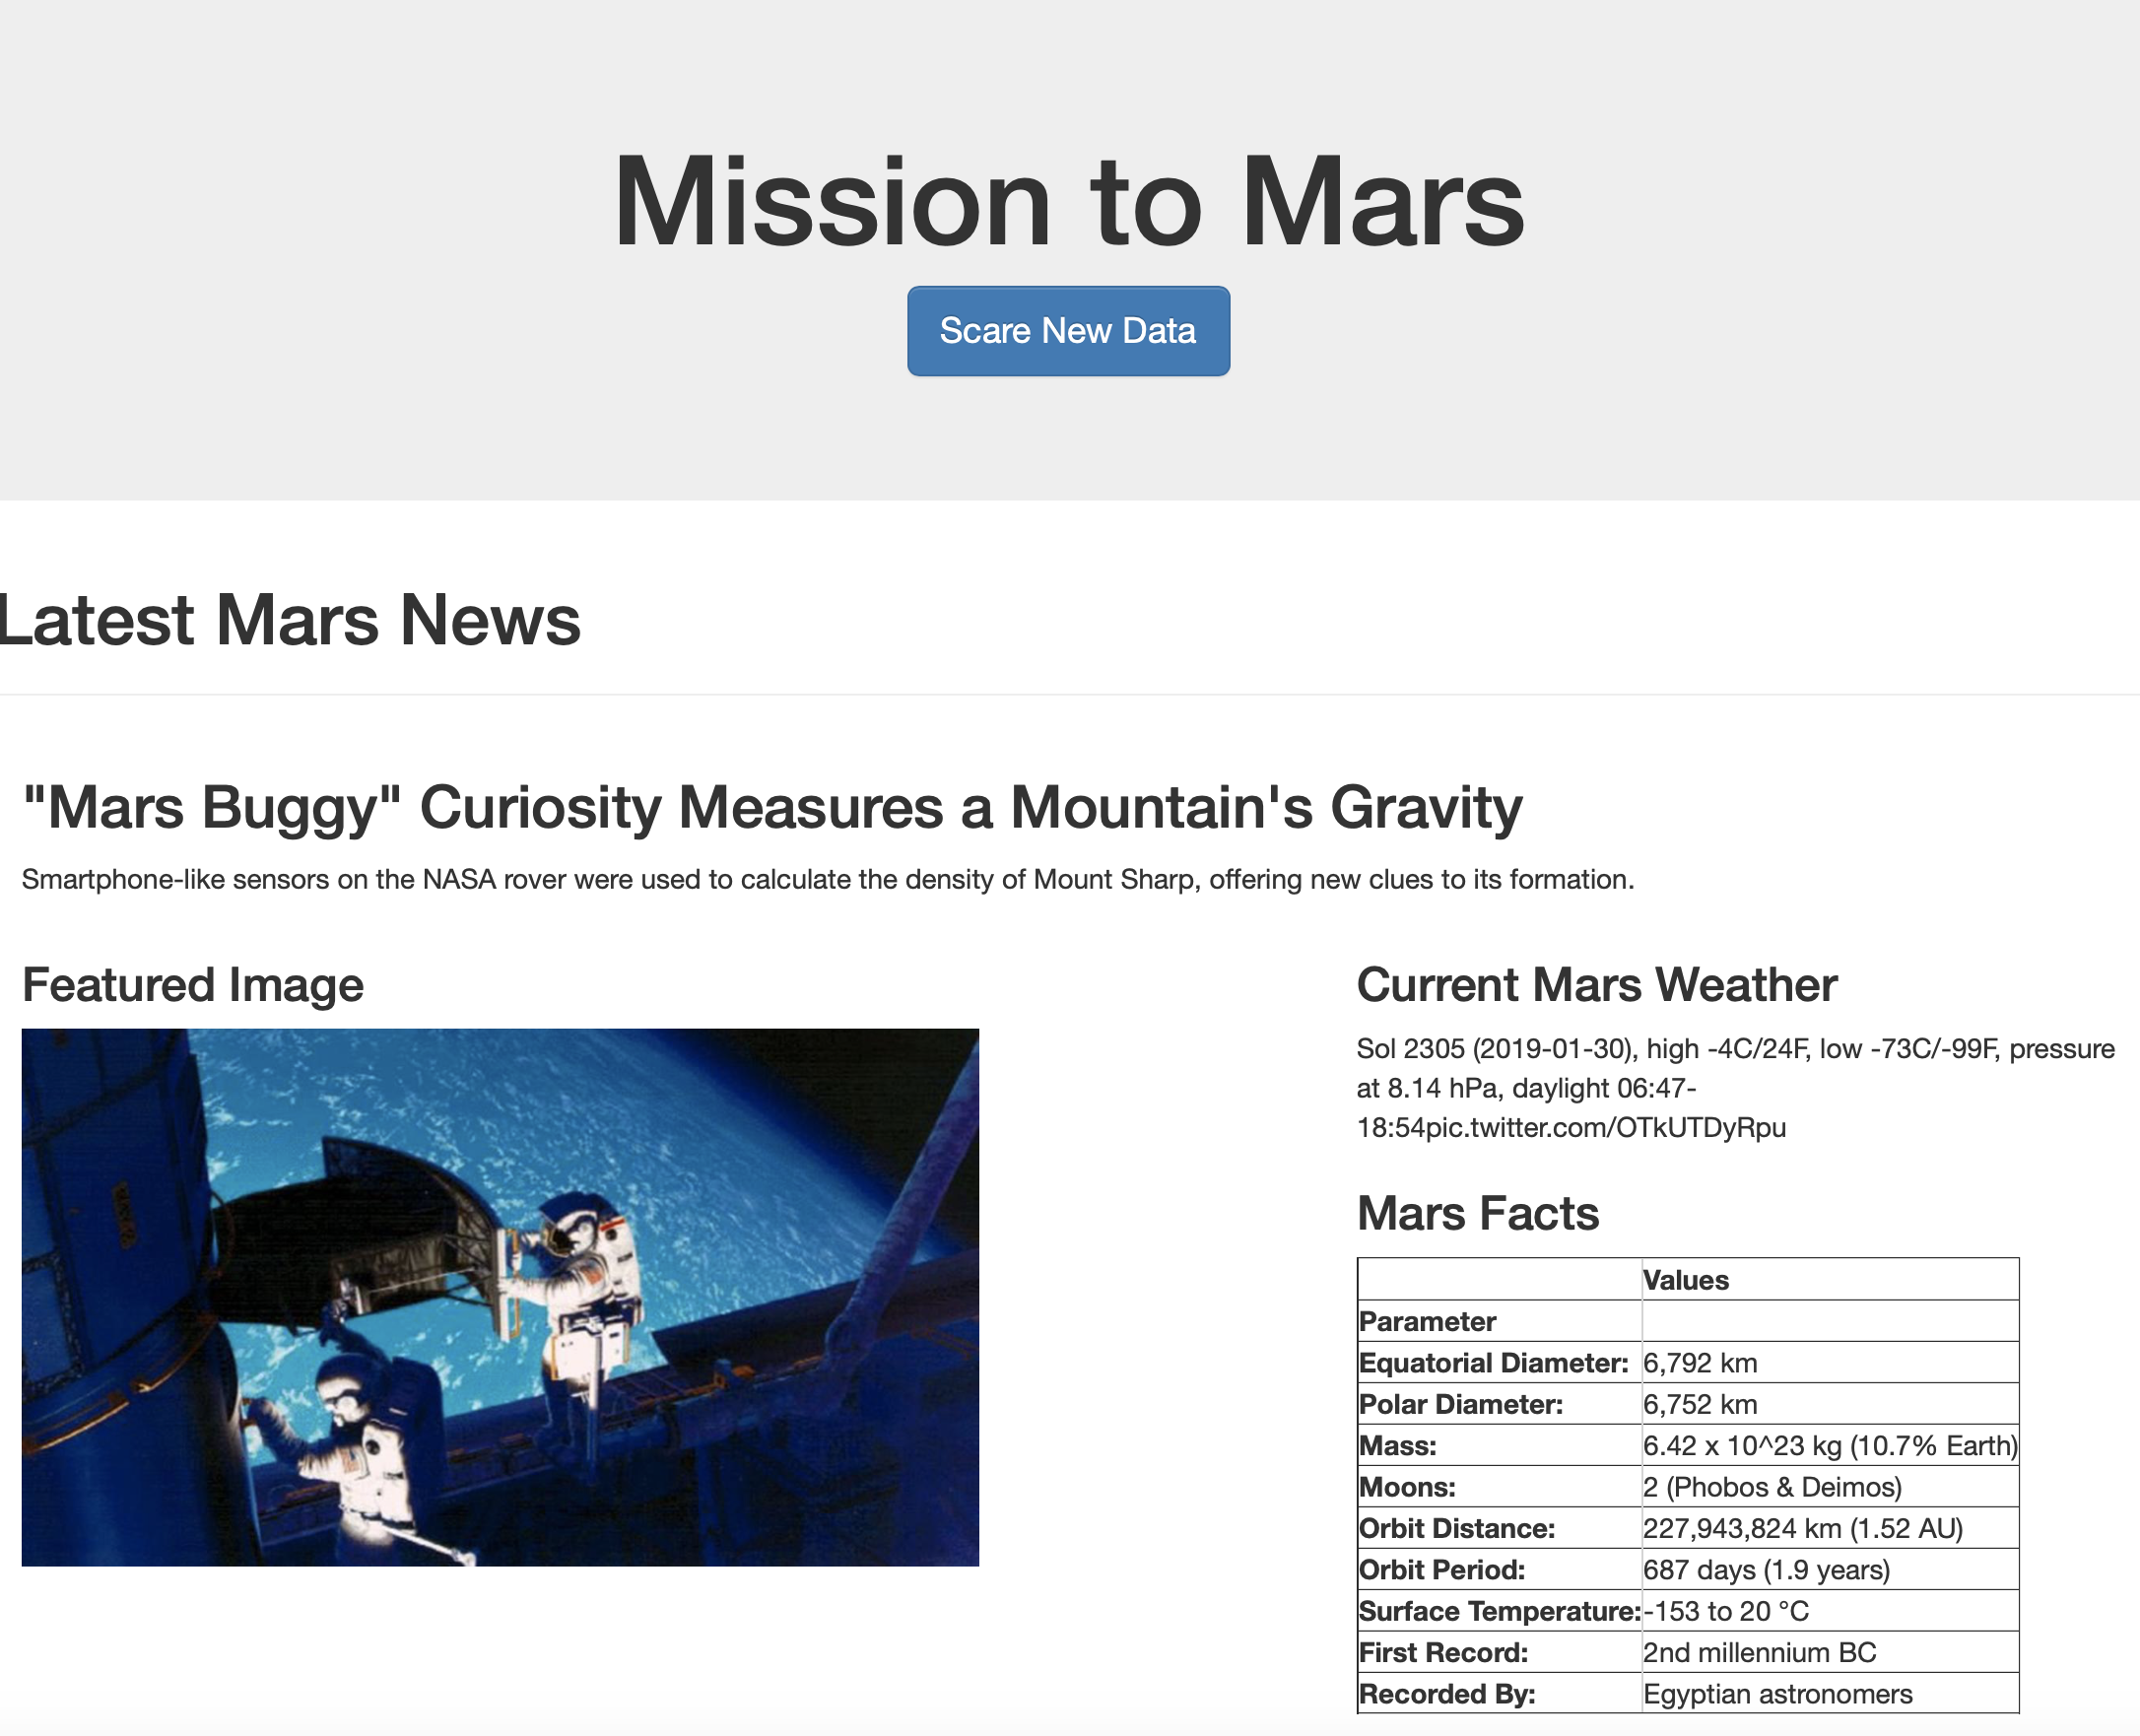 Mission to Mars
Scare New Data
Latest Mars News
"Mars Buggy" Curiosity Measures a Mountain's Gravity
Smartphone-like sensors on the NASA rover were used to calculate the density of Mount Sharp, offering new clues to its formation.
Featured Image
Current Mars Weather
Sol 2305 (2019-01-30), high -4C/24F, low -73C/-99F, pressure
at 8.14 hPa, daylight 06:47-
18:54pic.twitter.com/OTkUTDyRpu
Mars Facts
Values
Parameter
Equatorial Diameter: 6,792 km
Polar Diameter: 6,752 km
Mass: 6.42 x 10^23 kg (10.7% Earth)
Moons: 2 (Phobos & Deimos)
Orbit Distance: 227,943,824 km (1.52 AU)
Orbit Period: 687 days (1.9 years)
Surface Temperature: -153 to 20 °C
First Record: 2nd millennium BC
Recorded By: Egyptian astronomers